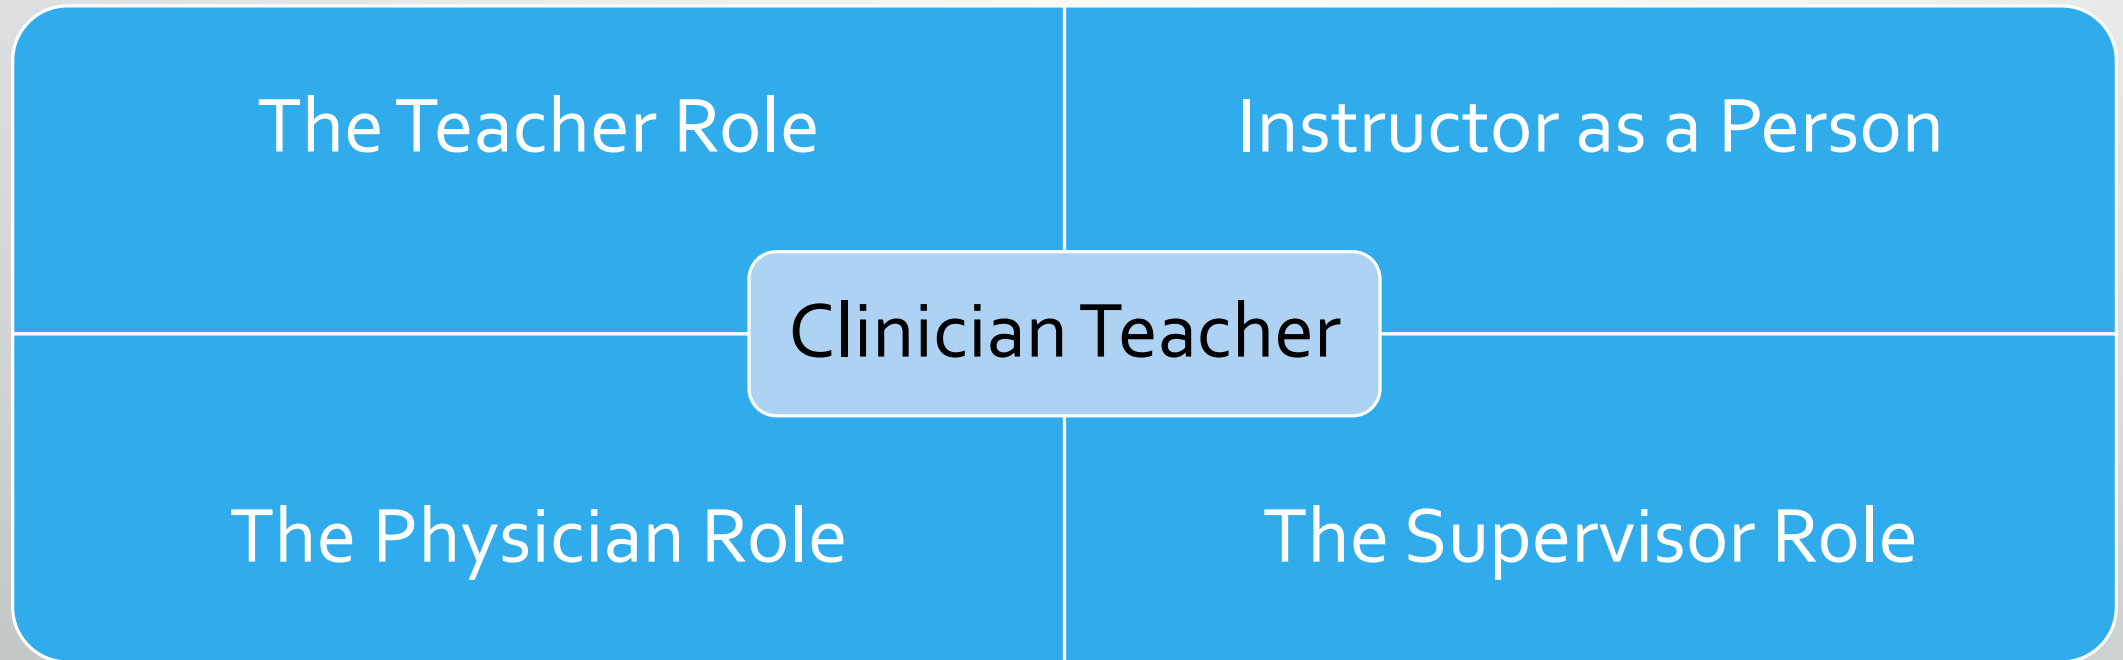 The Teacher Role
Instructor as a Person
Clinician Teacher
The Physician Role
The Supervisor Role